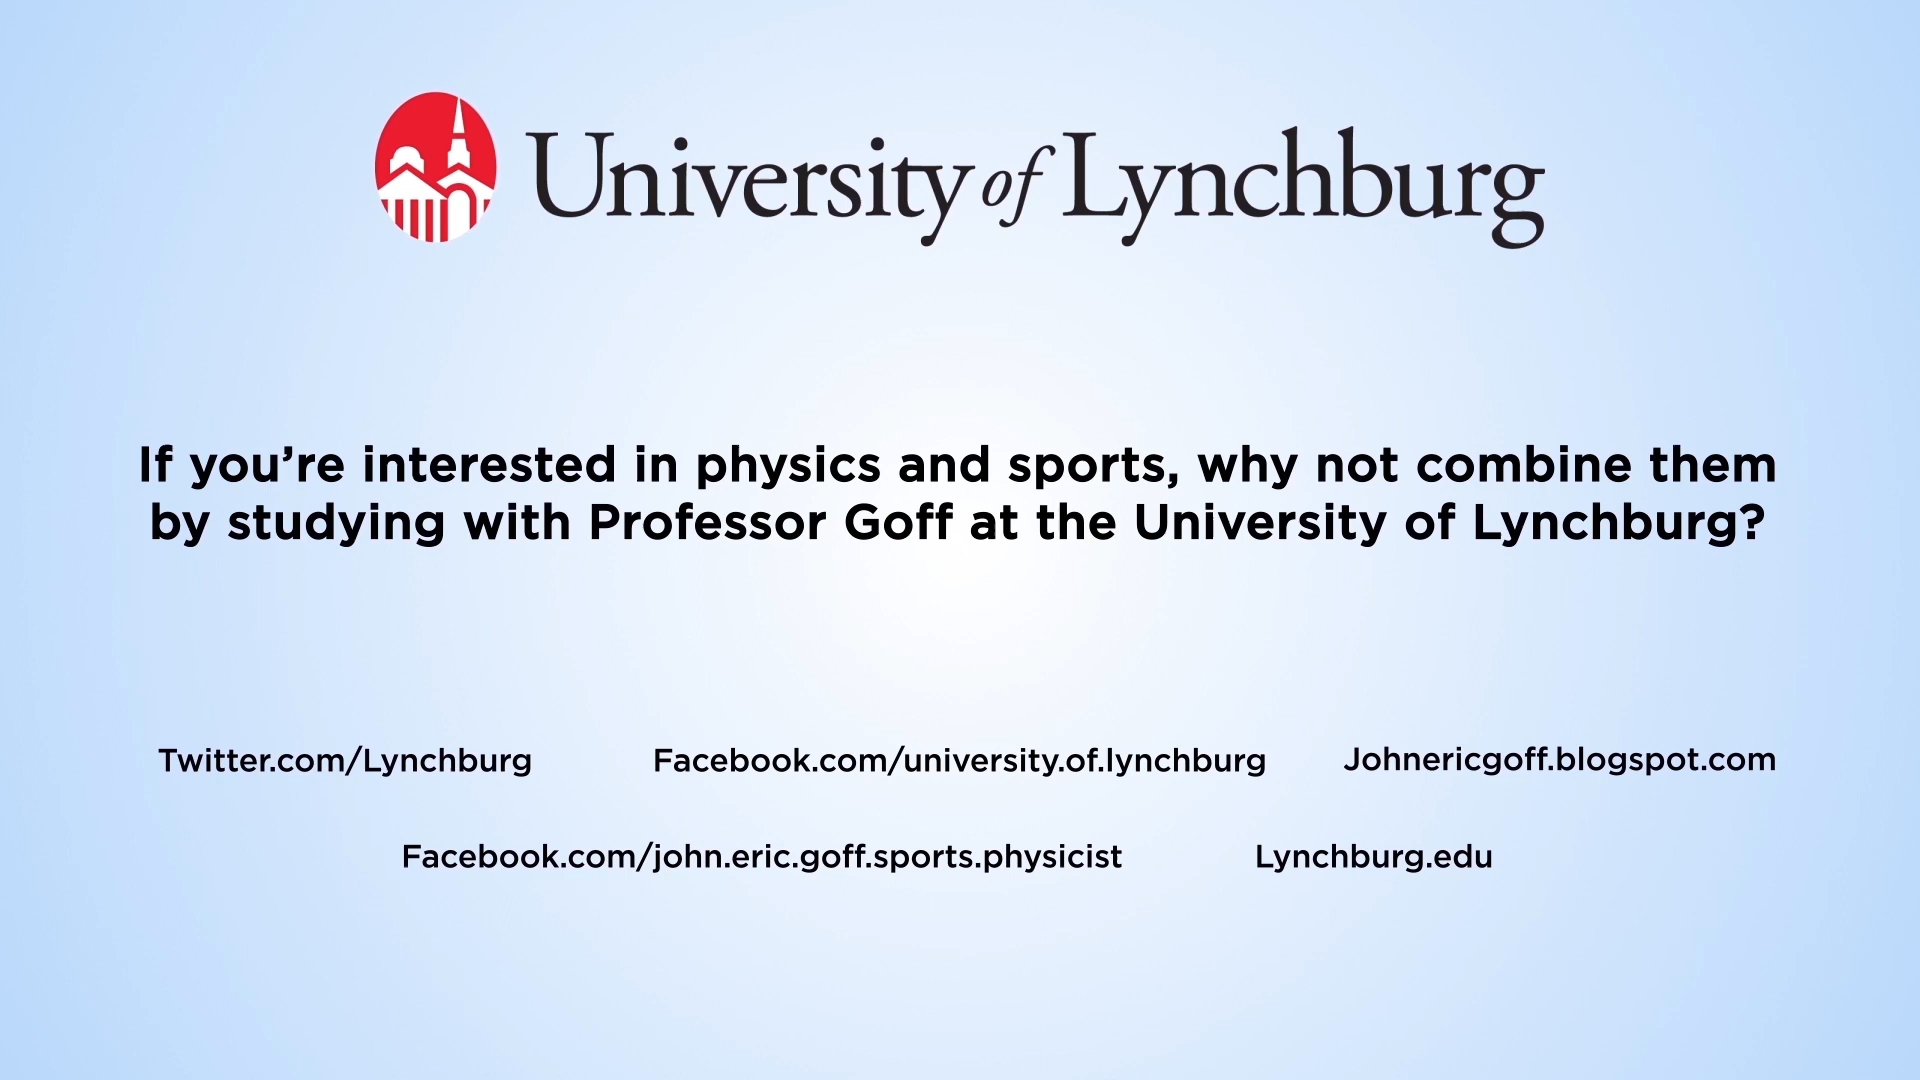 University of Lynchburg
If you’re interested in physics and sports, why not combine them
by studying with Professor Goff at the University of Lynchburg?
Twitter.com/Lynchburg
Facebook.com/university.of.lynchburg
Johnericgoff.blogspot.com
Facebook.com/john.eric.goff.sports.physicist
Lynchburg.edu